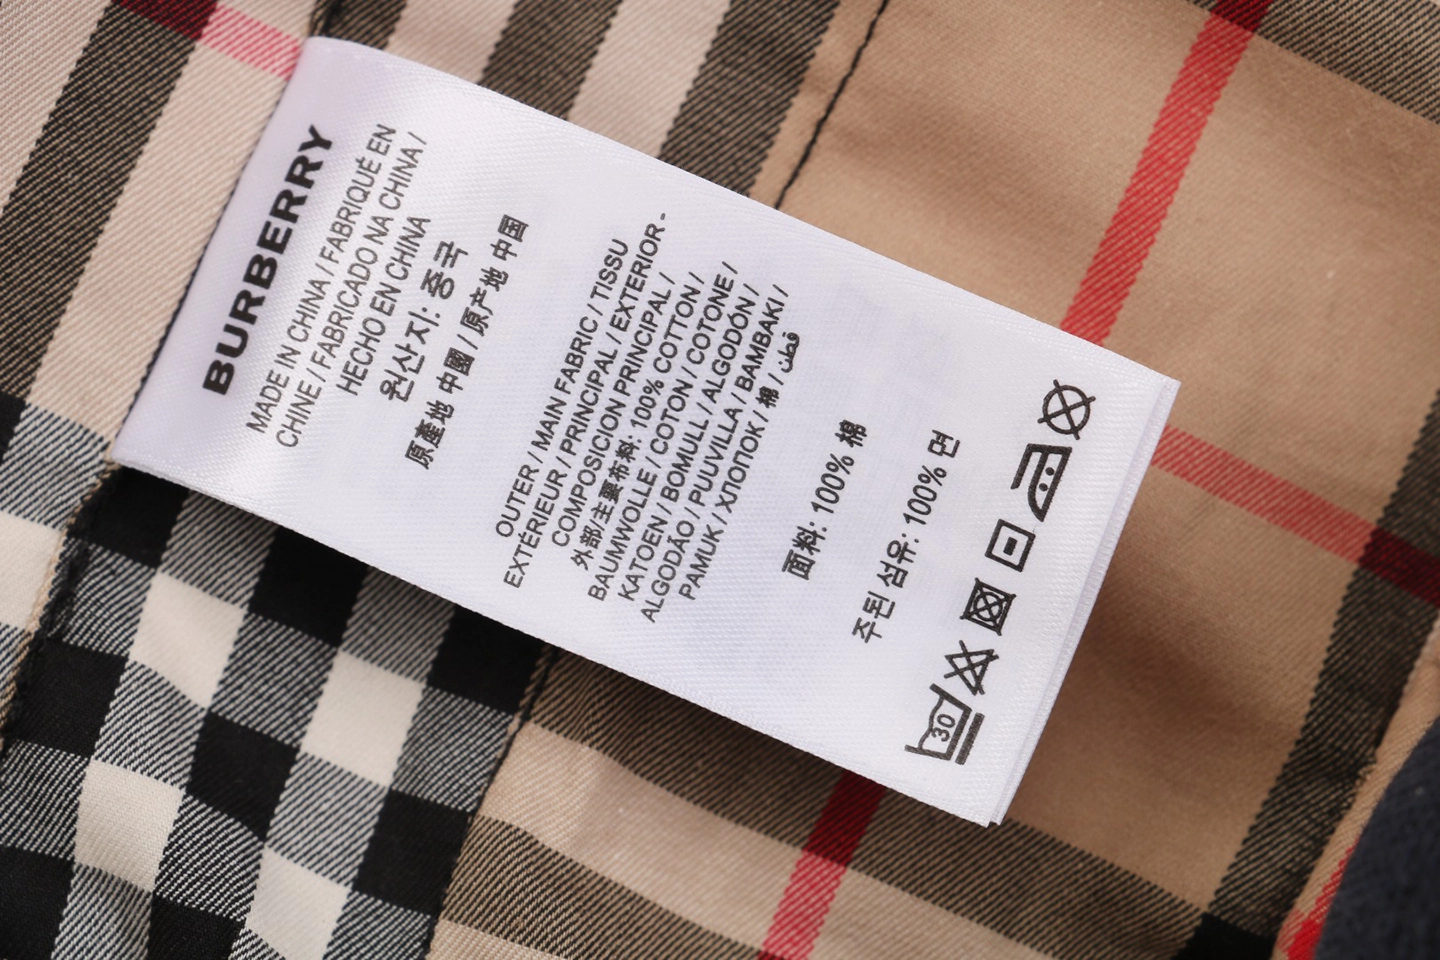 BURBERRY
MADE IN CHINA / FABRIQUÉ EN
CHINE / FABRICADO NA CHINA /
HECHO EN CHINA
원산지: 중국
原產地 中國 / 原产地 中国
OUTER / MAIN FABRIC / TISSU
EXTÉRIEUR / PRINCIPAL / EXTERIOR -
COMPOSICION PRINCIPAL /
外部/主要布料: 100% COTTON /
BAUMWOLLE / COTON / COTONE /
KATOEN / BOMULL / ALGODÓN /
ALGODÃO / PUUVILLA / BAMBAKI /
PAMUK / ХЛОПОК / 棉 / قطن
面料: 100% 棉
주된 섬유: 100% 면
30